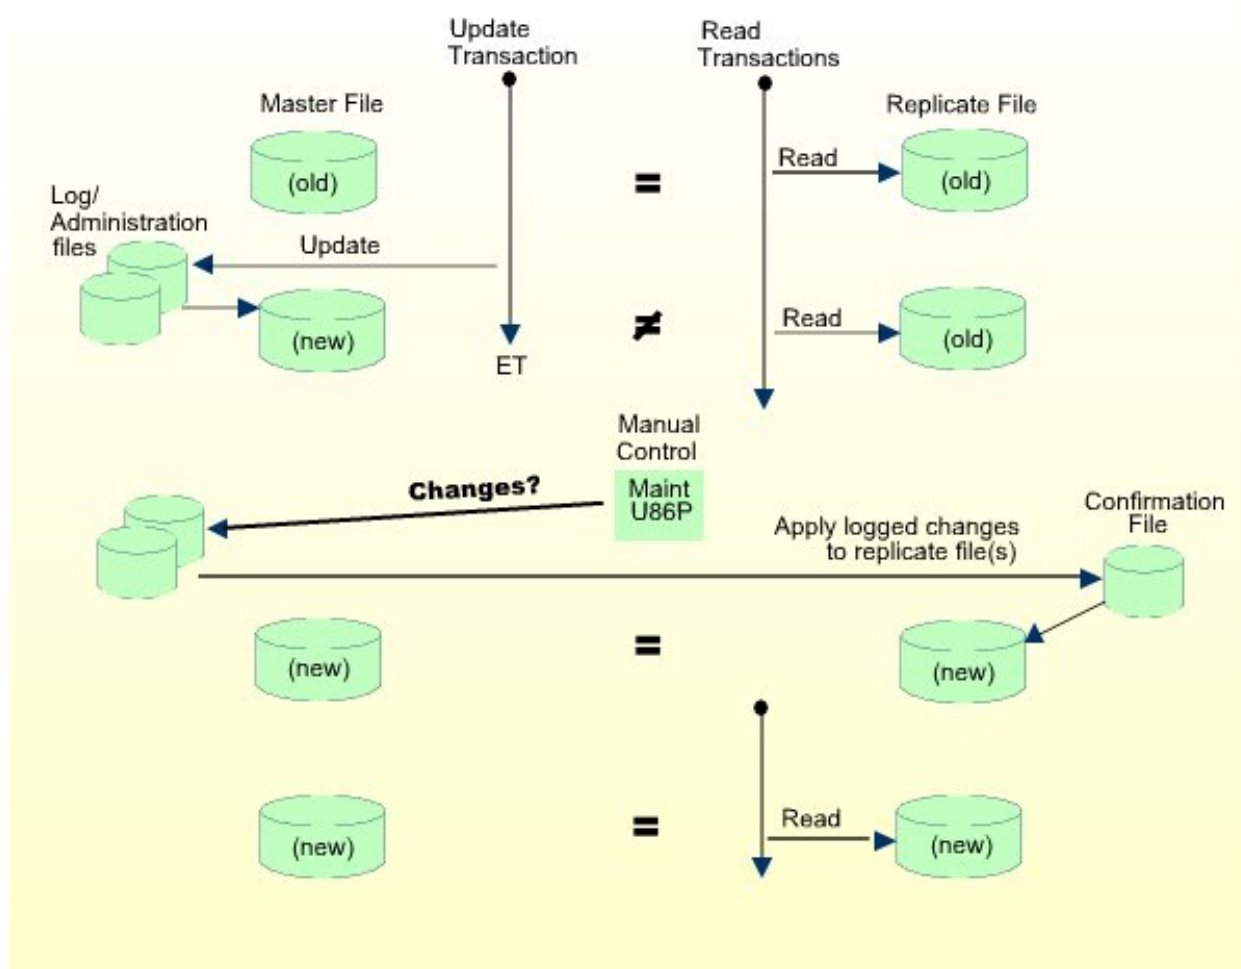 Update
Transaction
Read
Transactions
Master File
Replicate File
(old)
=
Read
(old)
Log/
Administration
files
Update
(new)
≠
Read
(old)
ET
Manual
Control
Changes?
Maint
U86P
Confirmation
File
Apply logged changes
to replicate file(s)
(new)
=
(new)
(new)
=
Read
(new)